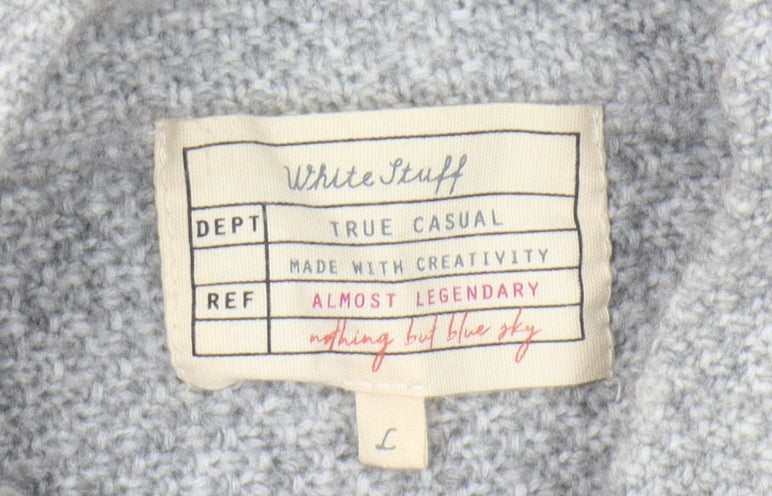 White Stuff
DEPT TRUE CASUAL
MADE WITH CREATIVITY
REF ALMOST LEGENDARY
nothing but blue sky
L